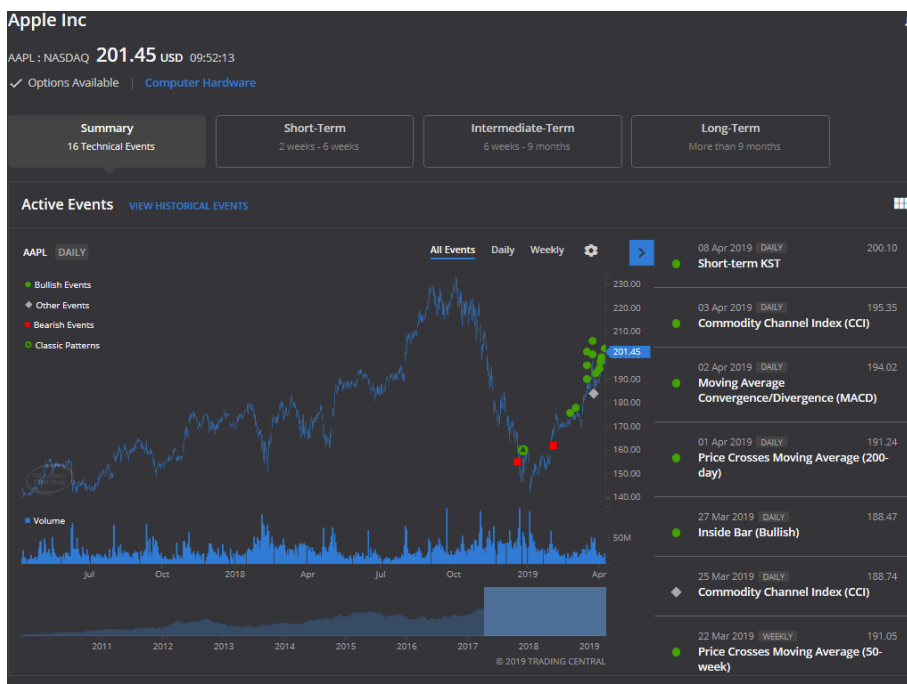 Apple Inc
AAPL : NASDAQ 201.45 USD 09:52:13
Options Available | Computer Hardware
Summary
16 Technical Events
Short-Term
2 weeks - 6 weeks
Intermediate-Term
6 weeks - 9 months
Long-Term
More than 9 months
Active Events VIEW HISTORICAL EVENTS
AAPL DAILY
All Events Daily Weekly
Bullish Events
Other Events
Bearish Events
Classic Patterns
230.00
220.00
210.00
201.45
190.00
180.00
170.00
160.00
150.00
140.00
TRADING
CENTRAL
Volume
50M
Jul Oct 2018 Apr Jul Oct 2019 Apr
2011 2012 2013 2014 2015 2016 2017 2018 2019
© 2019 TRADING CENTRAL
08 Apr 2019 DAILY 200.10
Short-term KST
03 Apr 2019 DAILY 195.35
Commodity Channel Index (CCI)
02 Apr 2019 DAILY 194.02
Moving Average
Convergence/Divergence (MACD)
01 Apr 2019 DAILY 191.24
Price Crosses Moving Average (200-
day)
27 Mar 2019 DAILY 188.47
Inside Bar (Bullish)
25 Mar 2019 DAILY 188.74
Commodity Channel Index (CCI)
22 Mar 2019 WEEKLY 191.05
Price Crosses Moving Average (50-
week)